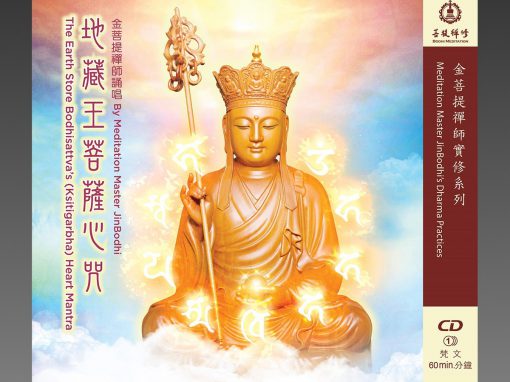 地藏王菩薩心咒
The Earth Store Bodhisattva's (Ksitigarbha) Heart Mantra
金菩提禪師誦唱 By Meditation Master JinBodhi
菩提禪修
BODHI MEDITATION
金菩提禪師實修系列
Meditation Master JinBodhi's Dharma Practices
CD
1
梵文
60min.分鐘